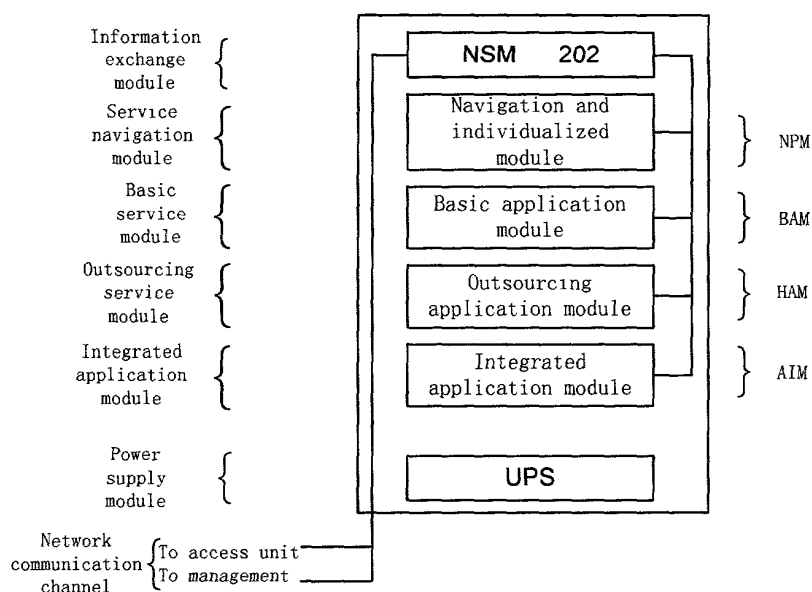 Information
exchange
module
NSM 202
Service
navigation
module
Navigation and
individualized
module
NPM
Basic
service
module
Basic application
module
BAM
Outsourcing
service
module
Outsourcing
application module
HAM
Integrated
application
module
Integrated
application module
AIM
Power
supply
module
UPS
Network
communication
channel
To access unit
To management